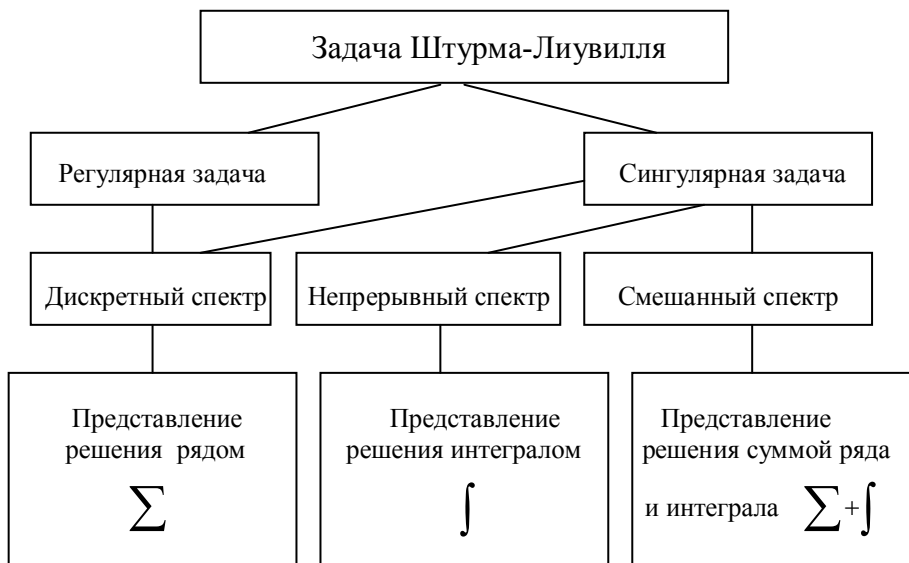 Задача Штурма-Лиувилля
Регулярная задача
Сингулярная задача
Дискретный спектр
Непрерывный спектр
Смешанный спектр
Представление
решения рядом
∑
Представление
решения интегралом
∫
Представление
решения суммой ряда
и интеграла ∑+∫